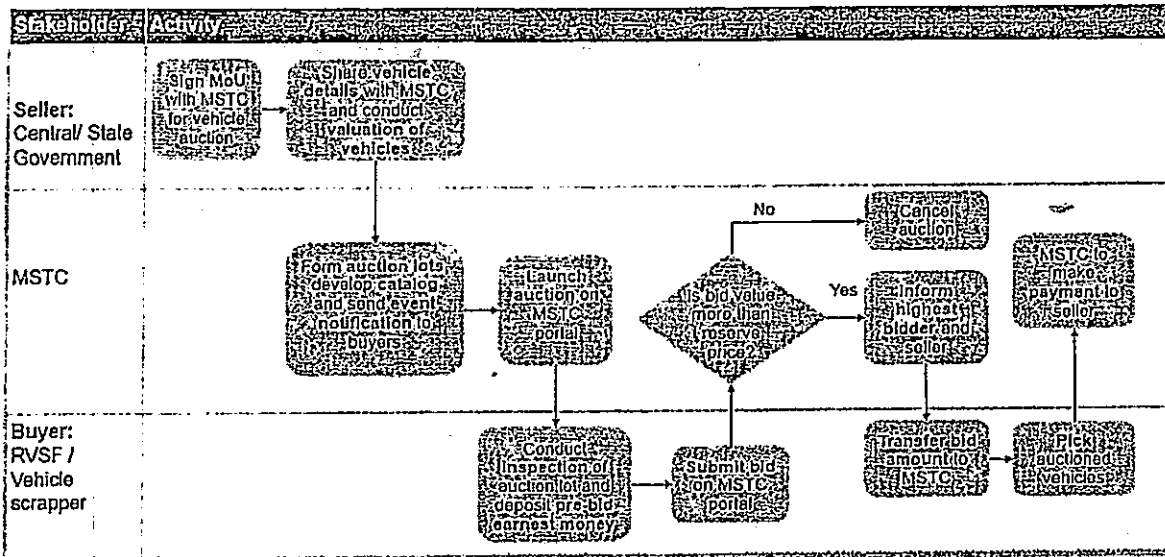 Stakeholder
Activity
Seller:
Central/ State
Government
Sign MoU
with MSTC
for vehicle
auction
Share vehicle
details with MSTC
and conduct
valuation of
vehicles
MSTC
Form auction lots
develop catalog
and send event
notification to
buyers
Launch
auction on
MSTC
portal
Is bid value
more than
reserve
price?
No
Cancel
auction
Yes
Inform
highest
bidder and
seller
MSTC to
make
payment to
seller
Buyer:
RVSF /
Vehicle
scrapper
Conduct
inspection of
auction lot and
deposit pre-bid
earnest money
Submit bid
on MSTC
portal
Transfer bid
amount to
MSTC
Pick
auctioned
vehicles